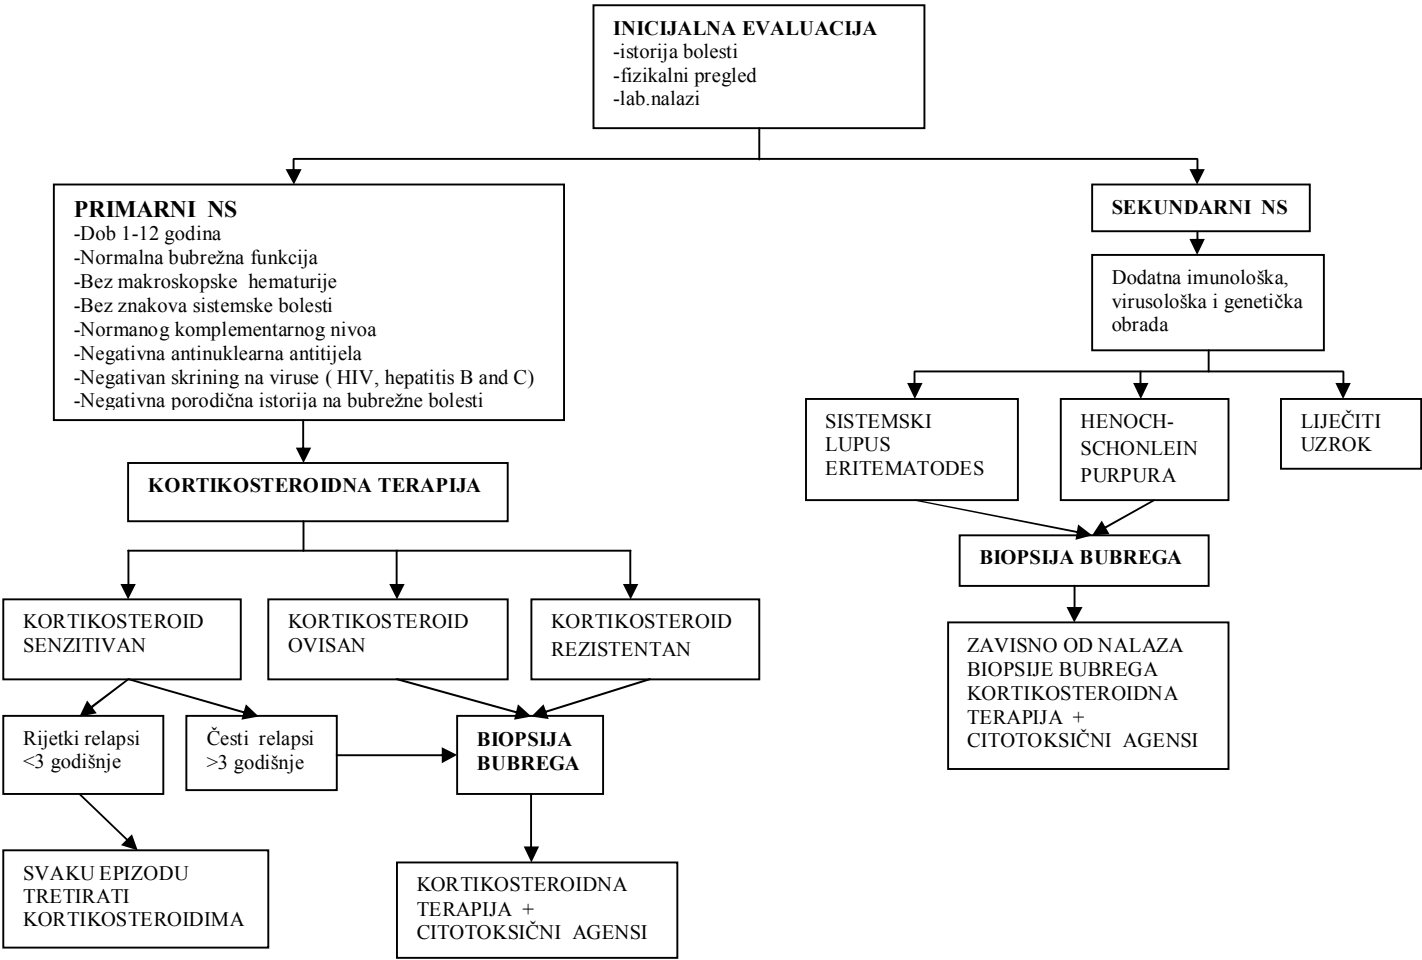 INICIJALNA EVALUACIJA
-istorija bolesti
-fizikalni pregled
-lab.nalazi
PRIMARNI NS
-Dob 1-12 godina
-Normalna bubrežna funkcija
-Bez makroskopske hematurije
-Bez znakova sistemske bolesti
-Normanog komplementarnog nivoa
-Negativna antinuklearna antitijela
-Negativan skrining na viruse ( HIV, hepatitis B and C)
-Negativna porodična istorija na bubrežne bolesti
SEKUNDARNI NS
Dodatna imunološka,
virusološka i genetička
obrada
SISTEMSKI
LUPUS
ERITEMATODES
HENOCH-
SCHONLEIN
PURPURA
LIJEČITI
UZROK
KORTIKOSTEROIDNA TERAPIJA
BIOPSIJA BUBREGA
KORTIKOSTEROID
SENZITIVAN
KORTIKOSTEROID
OVISAN
KORTIKOSTEROID
REZISTENTAN
ZAVISNO OD NALAZA
BIOPSIJE BUBREGA
KORTIKOSTEROIDNA
TERAPIJA +
CITOTOKSIČNI AGENSI
Rijetki relapsi
<3 godišnje
Česti relapsi
>3 godišnje
BIOPSIJA
BUBREGA
SVAKU EPIZODU
TRETIRATI
KORTIKOSTEROIDIMA
KORTIKOSTEROIDNA
TERAPIJA +
CITOTOKSIČNI AGENSI